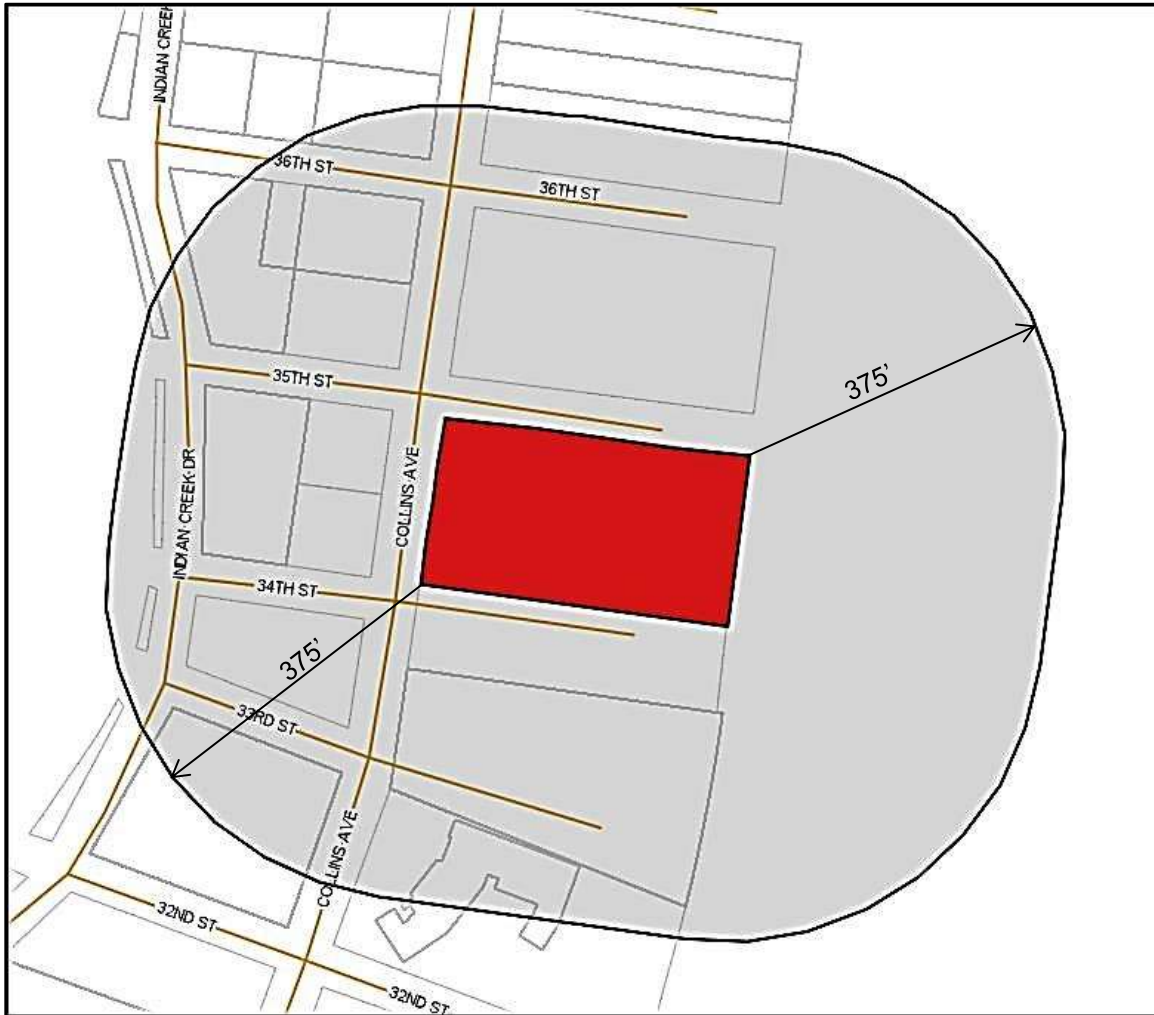 INDIAN CREEK
36TH ST
36TH ST
35TH ST
375'
COLLINS AVE
INDIAN CREEK DR
34TH ST
375'
33RD ST
COLLINS AVE
32ND ST
32ND ST